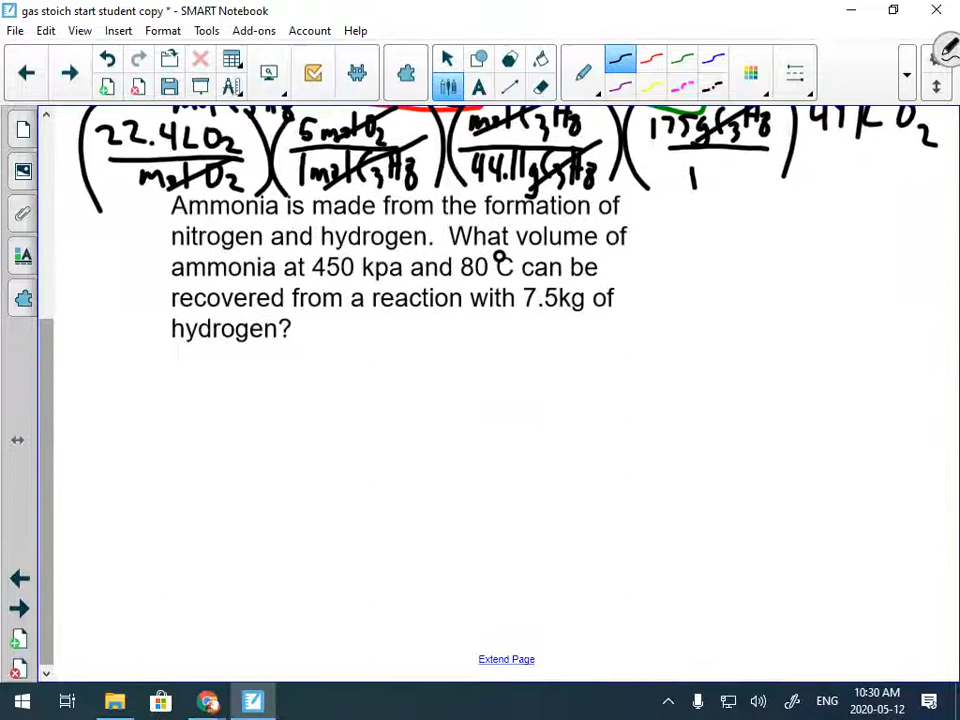 gas stoich start student copy * - SMART Notebook
File Edit View Insert Format Tools Add-ons Account Help
22.4L O2 5 mol O2 mol C3H8 175g C3H8
mol O2 1mol C3H8 44.11g C3H8 1
Ammonia is made from the formation of
nitrogen and hydrogen. What volume of
ammonia at 450 kpa and 80°C can be
recovered from a reaction with 7.5kg of
hydrogen?
Extend Page
ENG
10:30 AM
2020-05-12